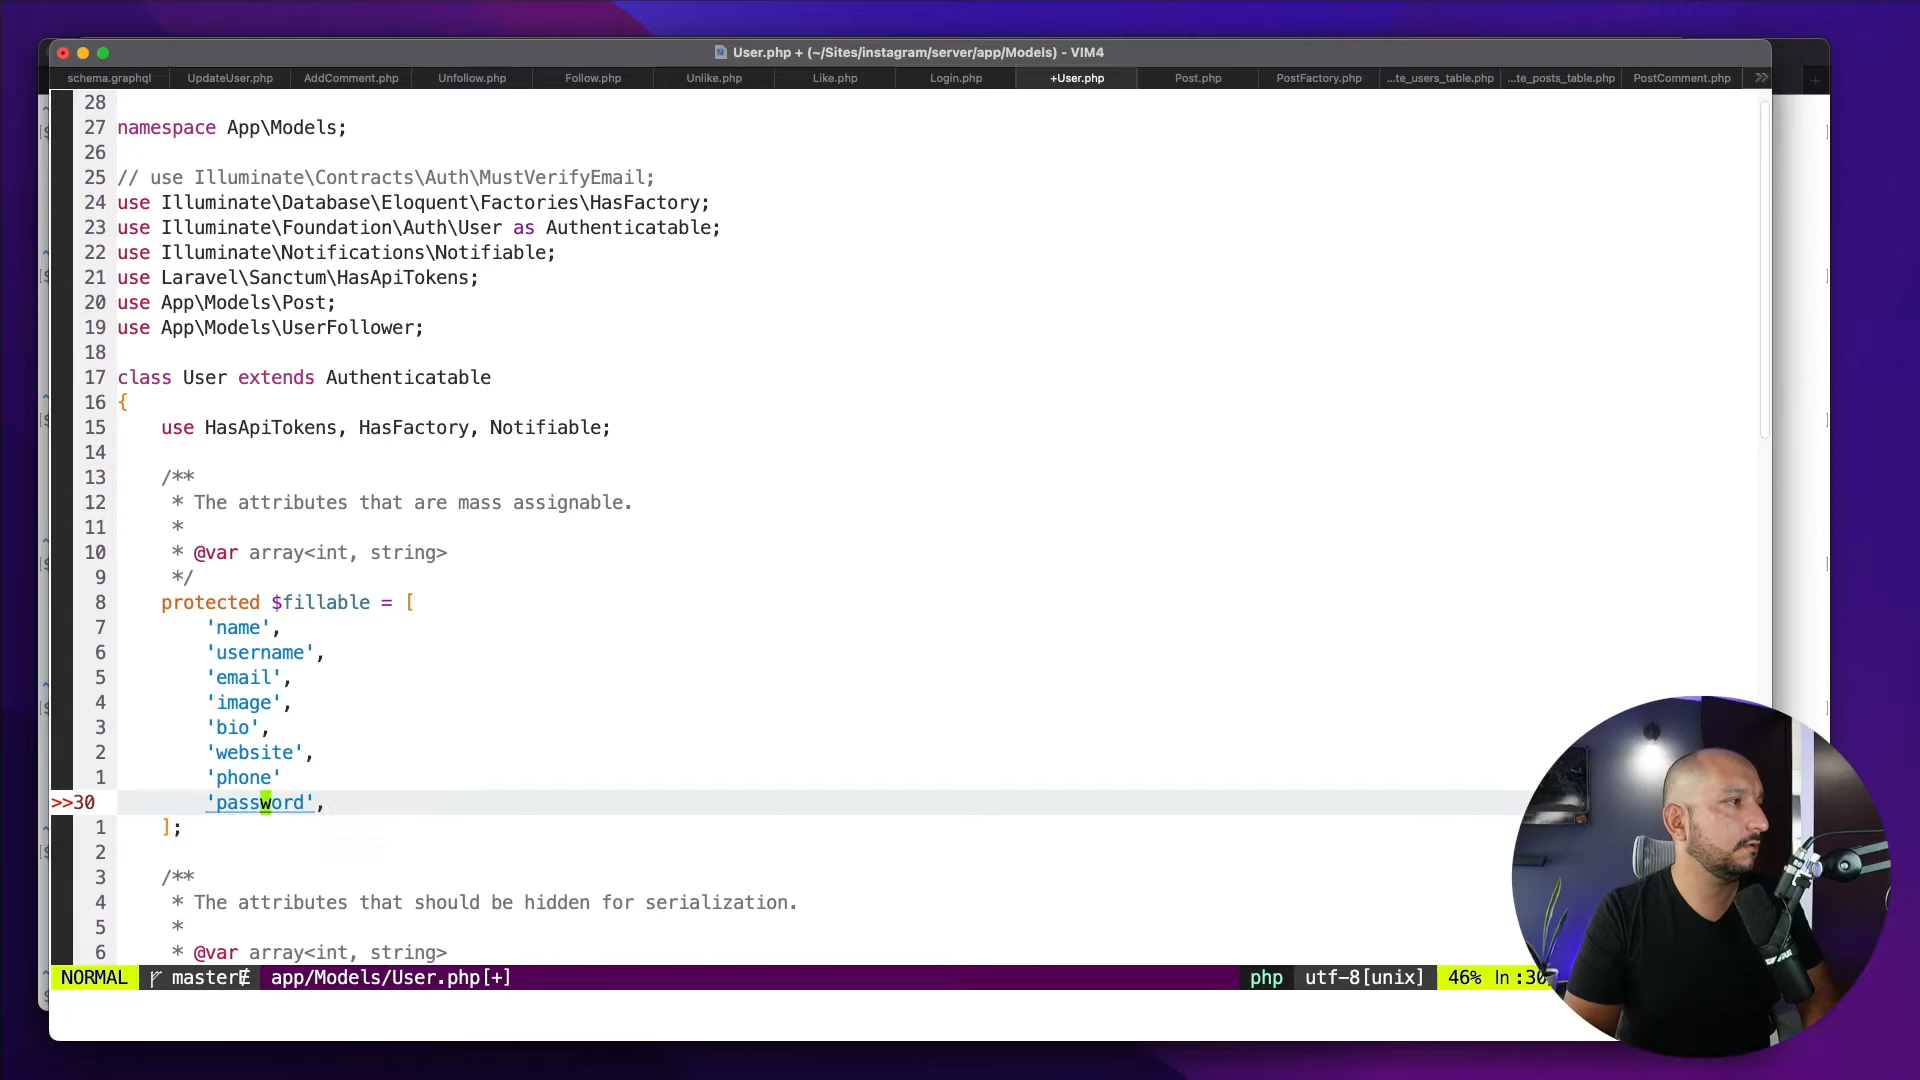 User.php + (~/Sites/instagram/server/app/Models) - VIM4
schema.graphql UpdateUser.php AddComment.php Unfollow.php Follow.php Unlike.php Like.php Login.php +User.php Post.php PostFactory.php ...te_users_table.php ...te_posts_table.php PostComment.php
28
27 namespace App\Models;
26
25 // use Illuminate\Contracts\Auth\MustVerifyEmail;
24 use Illuminate\Database\Eloquent\Factories\HasFactory;
23 use Illuminate\Foundation\Auth\User as Authenticatable;
22 use Illuminate\Notifications\Notifiable;
21 use Laravel\Sanctum\HasApiTokens;
20 use App\Models\Post;
19 use App\Models\UserFollower;
18
17 class User extends Authenticatable
16 {
15 use HasApiTokens, HasFactory, Notifiable;
14
13 /**
12 * The attributes that are mass assignable.
11 *
10 * @var array<int, string>
9 */
8 protected $fillable = [
7 'name',
6 'username',
5 'email',
4 'image',
3 'bio',
2 'website',
1 'phone'
>>30 'password',
1 ];
2
3 /**
4 * The attributes that should be hidden for serialization.
5 *
6 * @var array<int, string>
NORMAL master app/Models/User.php[+] php utf-8[unix] 46% ln :30